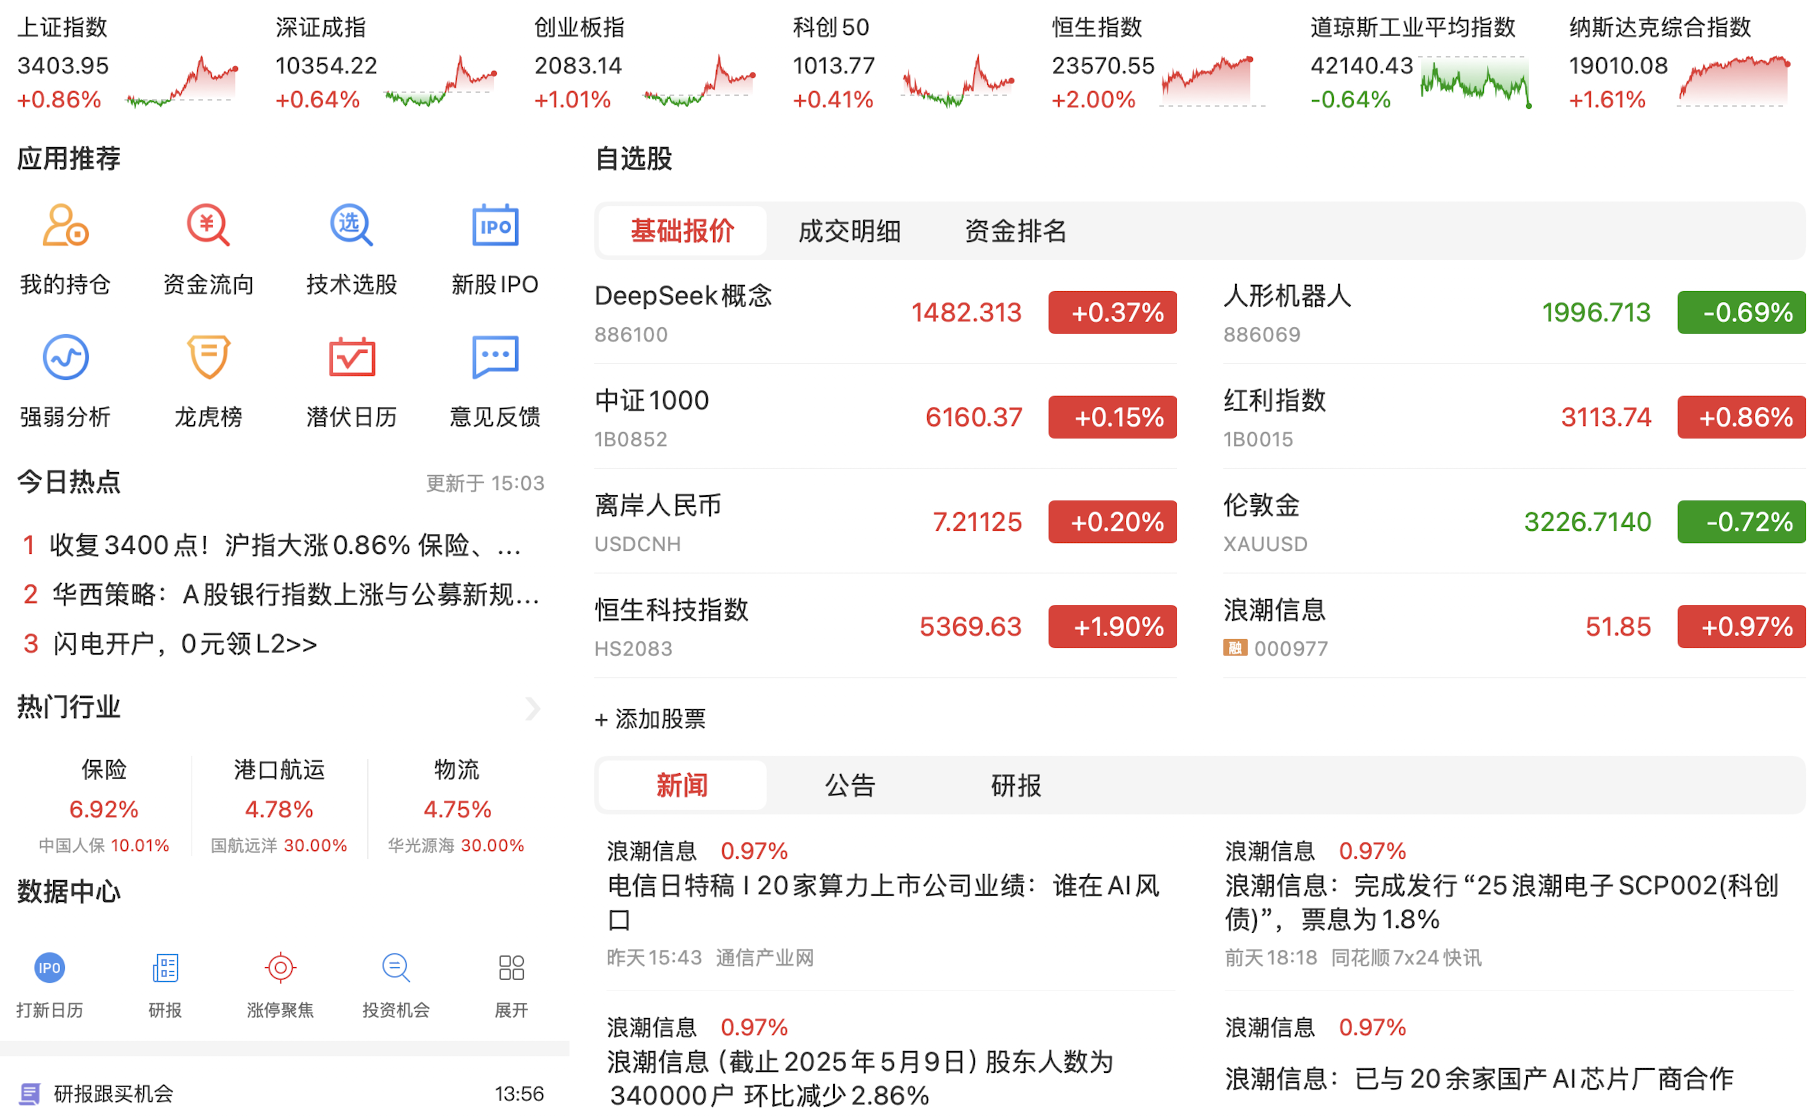 上证指数
3403.95
+0.86%
深证成指
10354.22
+0.64%
创业板指
2083.14
+1.01%
科创50
1013.77
+0.41%
恒生指数
23570.55
+2.00%
道琼斯工业平均指数
42140.43
-0.64%
纳斯达克综合指数
19010.08
+1.61%
应用推荐
我的持仓
资金流向
选
技术选股
IPO
新股IPO
强弱分析
龙虎榜
潜伏日历
意见反馈
今日热点
更新于 15:03
1 收复3400点！沪指大涨0.86% 保险、...
2 华西策略：A股银行指数上涨与公募新规...
3 闪电开户，0元领L2>>
热门行业
保险
6.92%
中国人保 10.01%
港口航运
4.78%
国航远洋 30.00%
物流
4.75%
华光源海 30.00%
数据中心
IPO
打新日历
研报
涨停聚焦
投资机会
展开
研报跟买机会
13:56
自选股
基础报价
成交明细
资金排名
DeepSeek概念
886100
1482.313
+0.37%
人形机器人
886069
1996.713
-0.69%
中证1000
1B0852
6160.37
+0.15%
红利指数
1B0015
3113.74
+0.86%
离岸人民币
USDCNH
7.21125
+0.20%
伦敦金
XAUUSD
3226.7140
-0.72%
恒生科技指数
HS2083
5369.63
+1.90%
浪潮信息
融 000977
51.85
+0.97%
+ 添加股票
新闻
公告
研报
浪潮信息 0.97%
电信日特稿 I 20家算力上市公司业绩：谁在AI风
口
昨天15:43 通信产业网
浪潮信息 0.97%
浪潮信息：完成发行“25浪潮电子SCP002(科创
债)”，票息为1.8%
前天18:18 同花顺7x24快讯
浪潮信息 0.97%
浪潮信息（截止2025年5月9日）股东人数为
340000户 环比减少2.86%
浪潮信息 0.97%
浪潮信息：已与20余家国产AI芯片厂商合作